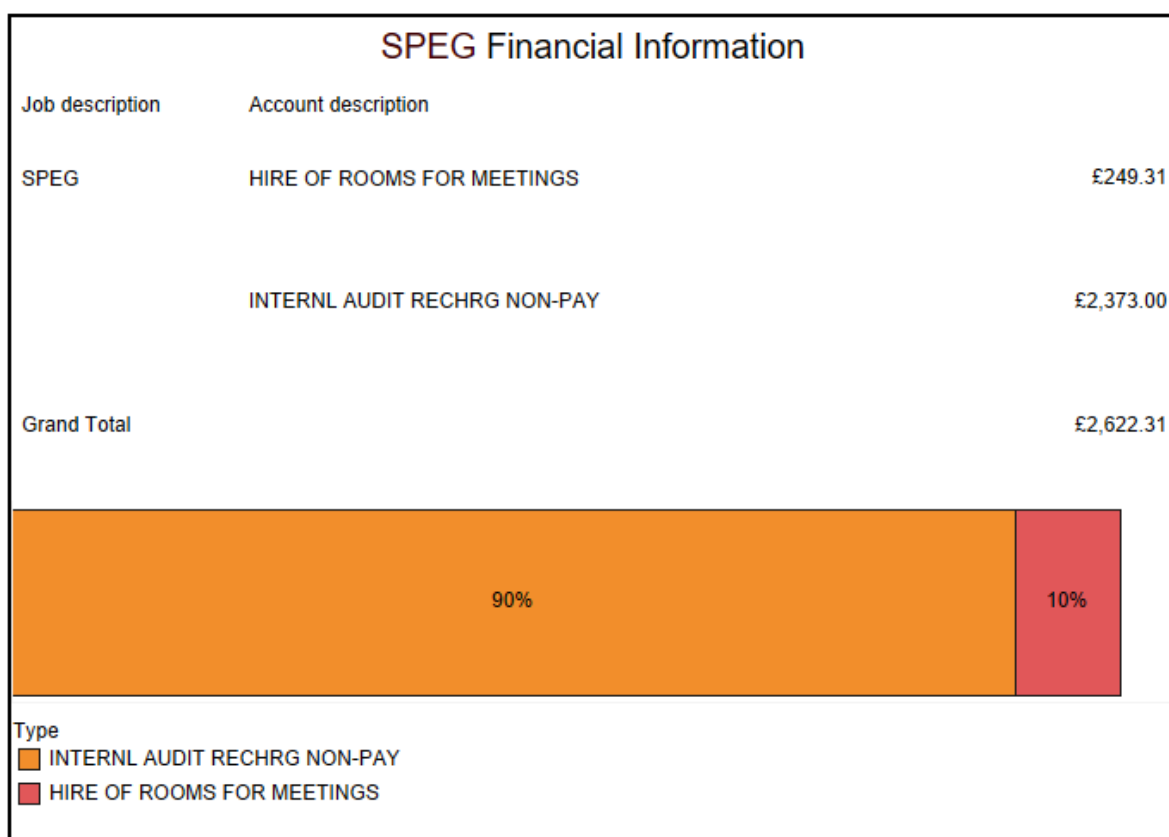 SPEG Financial Information
Job description Account description
SPEG HIRE OF ROOMS FOR MEETINGS £249.31
INTERNL AUDIT RECHRG NON-PAY £2,373.00
Grand Total £2,622.31
90% 10%
Type
INTERNL AUDIT RECHRG NON-PAY
HIRE OF ROOMS FOR MEETINGS